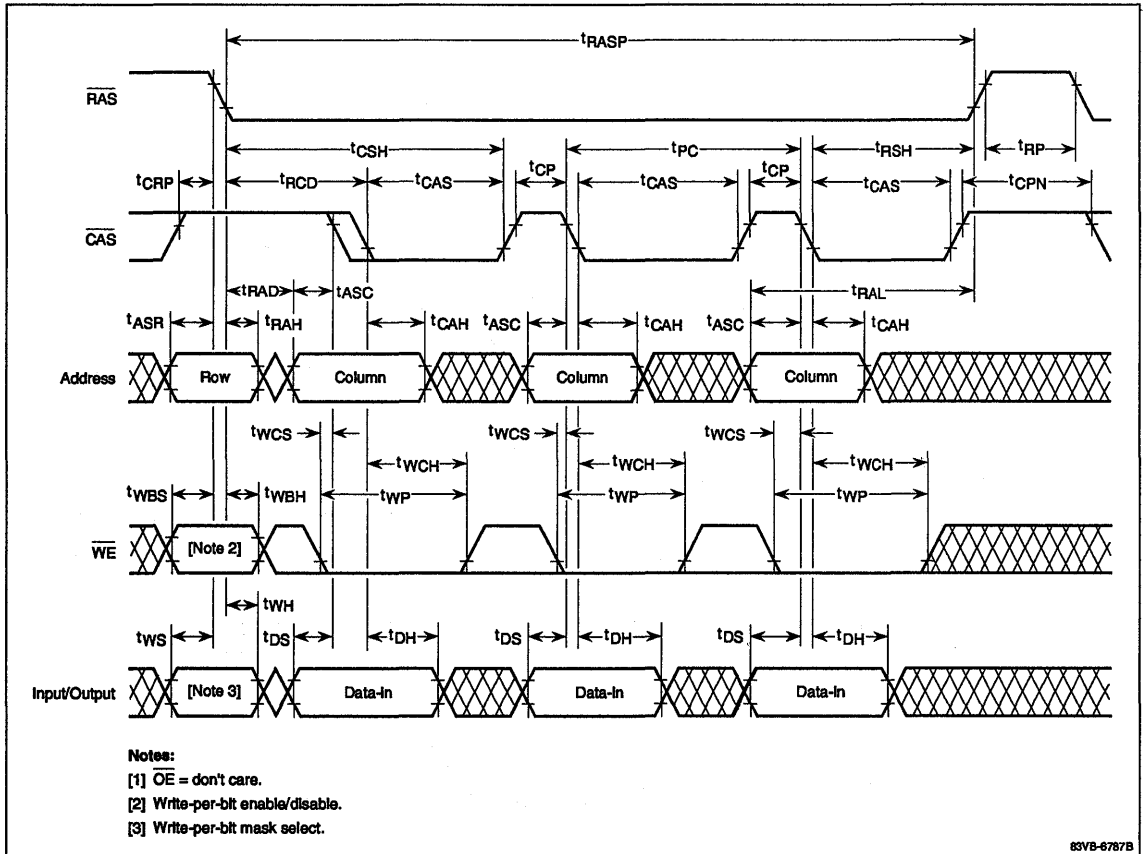 tRASP
RAS
tCSH tPC tRSH tRP
tCRP tRCD tCAS tCP tCAS tCP tCAS tCPN
CAS
tRAD tASC tRAL
tASR tRAH tCAH tASC tCAH tASC tCAH
Address Row Column Column Column
tWCS tWCS tWCS
tWCH tWCH tWCH
tWBS tWBH tWP tWP tWP
WE [Note 2]
tWH
tWS tDS tDH tDS tDH tDS tDH
Input/Output [Note 3] Data-In Data-In Data-In
Notes:
[1] OE = don't care.
[2] Write-per-bit enable/disable.
[3] Write-per-bit mask select.
83VB-6787B